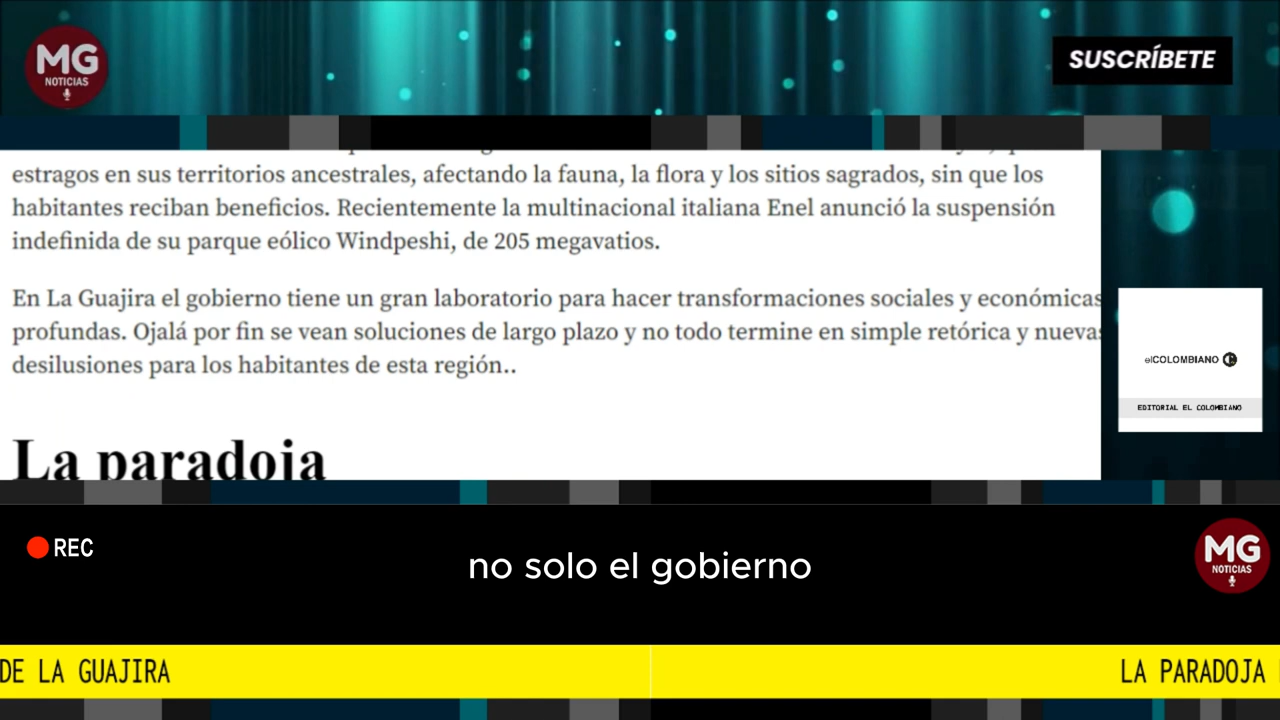 MG
NOTICIAS
SUSCRÍBETE
estragos en sus territorios ancestrales, afectando la fauna, la flora y los sitios sagrados, sin que los
habitantes reciban beneficios. Recientemente la multinacional italiana Enel anunció la suspensión
indefinida de su parque eólico Windpeshi, de 205 megavatios.
En La Guajira el gobierno tiene un gran laboratorio para hacer transformaciones sociales y económicas
profundas. Ojalá por fin se vean soluciones de largo plazo y no todo termine en simple retórica y nuevas
desilusiones para los habitantes de esta región..
elCOLOMBIANO
EDITORIAL EL COLOMBIANO
La paradoja
REC
no solo el gobierno
MG
NOTICIAS
DE LA GUAJIRA
LA PARADOJA